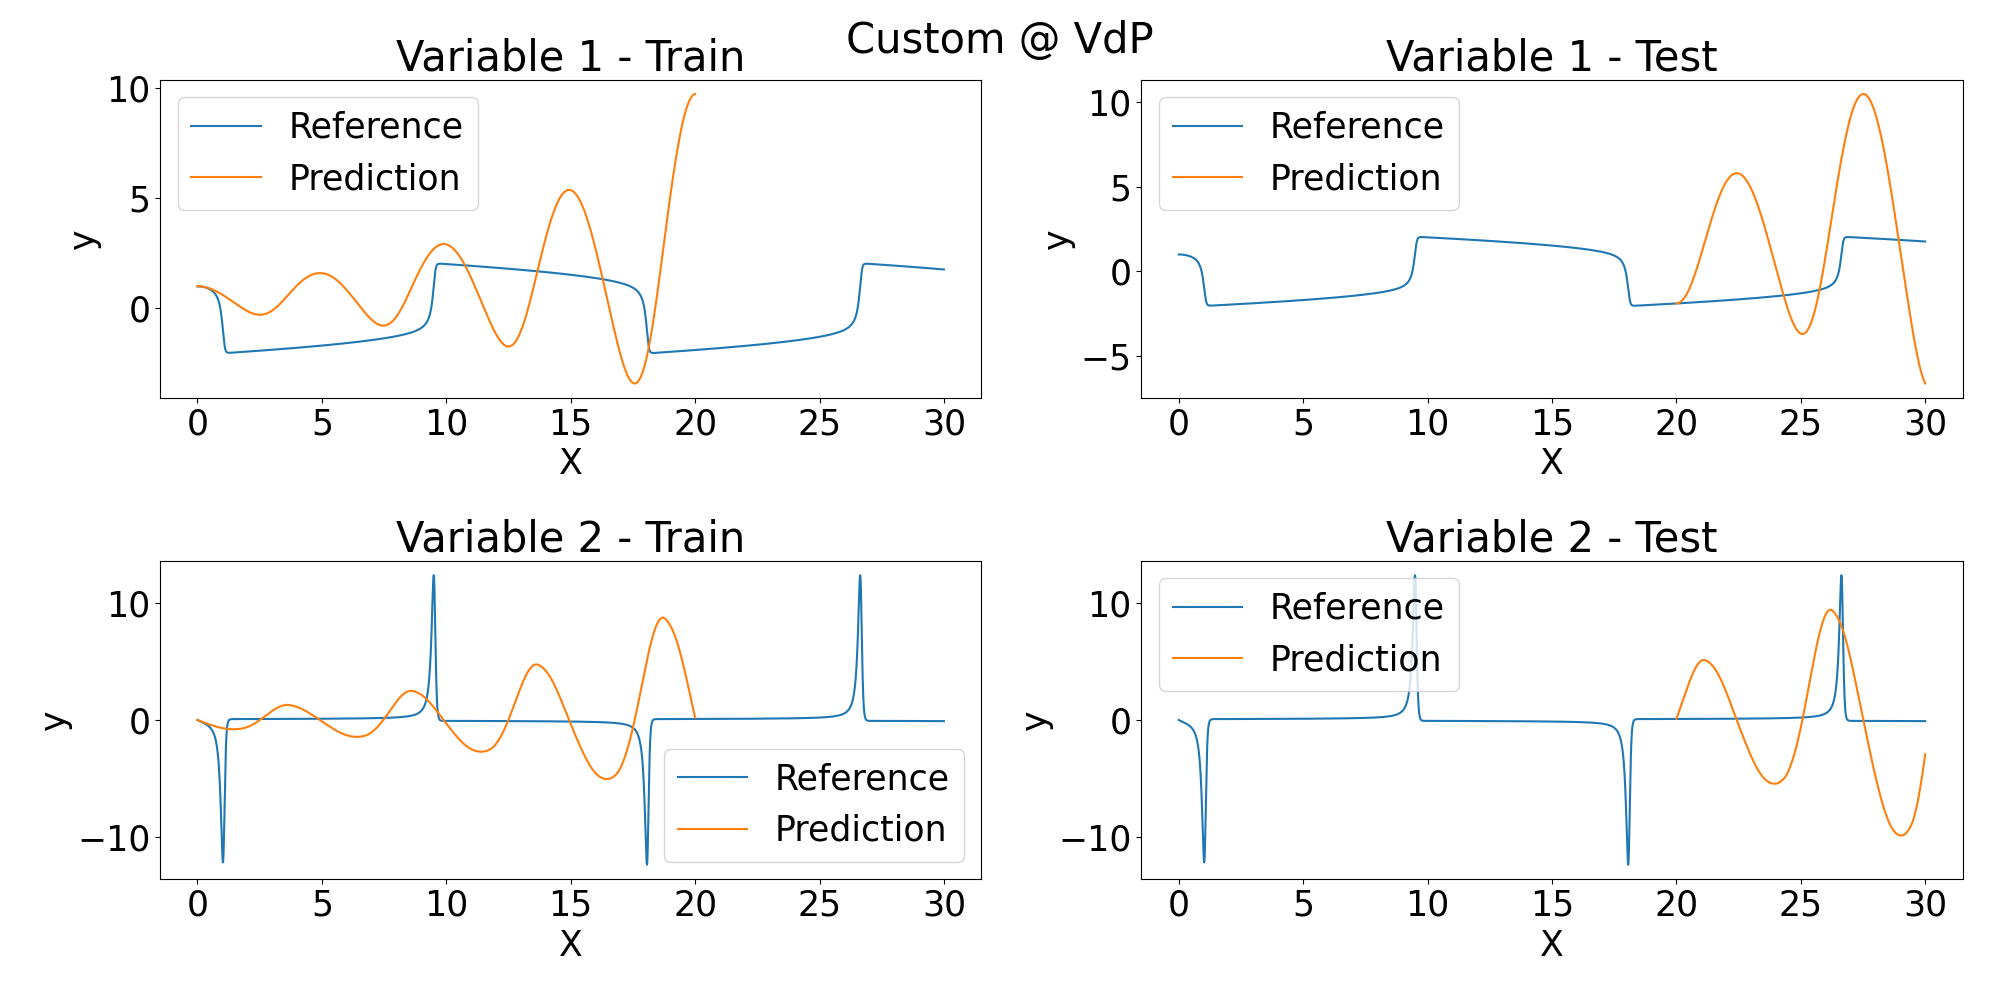 Custom @ VdP
Variable 1 - Train
10
5
0
y
Reference
Prediction
0 5 10 15 20 25 30
X
Variable 1 - Test
10
5
0
−5
y
Reference
Prediction
0 5 10 15 20 25 30
X
Variable 2 - Train
10
0
−10
y
Reference
Prediction
0 5 10 15 20 25 30
X
Variable 2 - Test
10
0
−10
y
Reference
Prediction
0 5 10 15 20 25 30
X